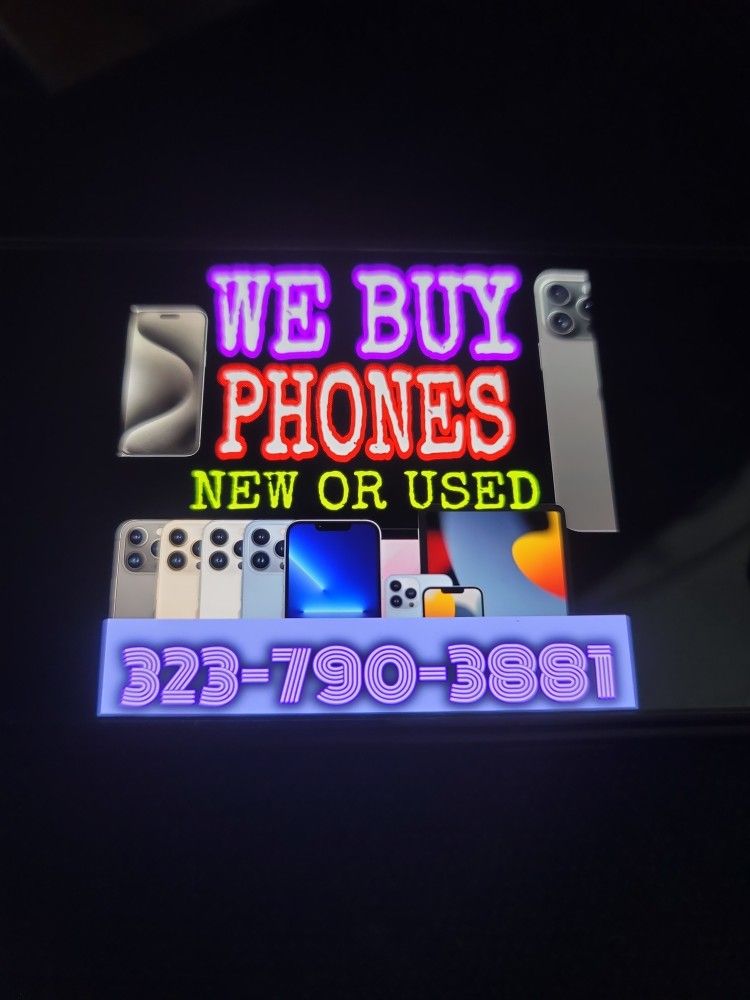 WE BUY
PHONES
NEW OR USED
323-790-3881